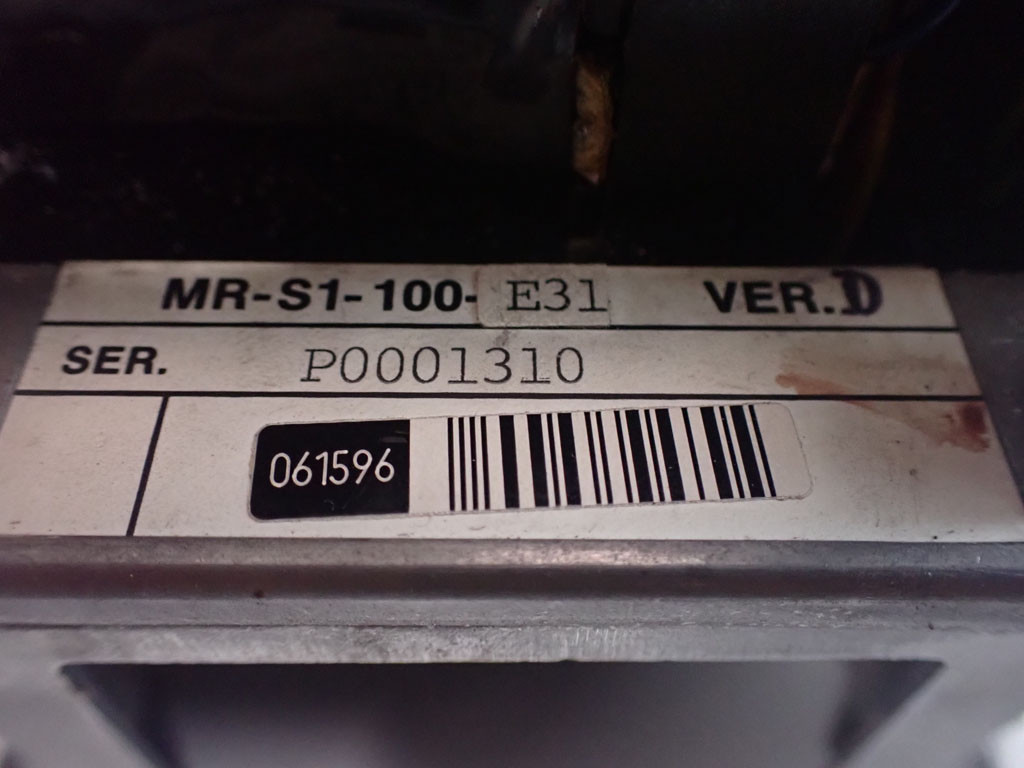 MR-S1-100-E31 VER.D
SER. P0001310
061596